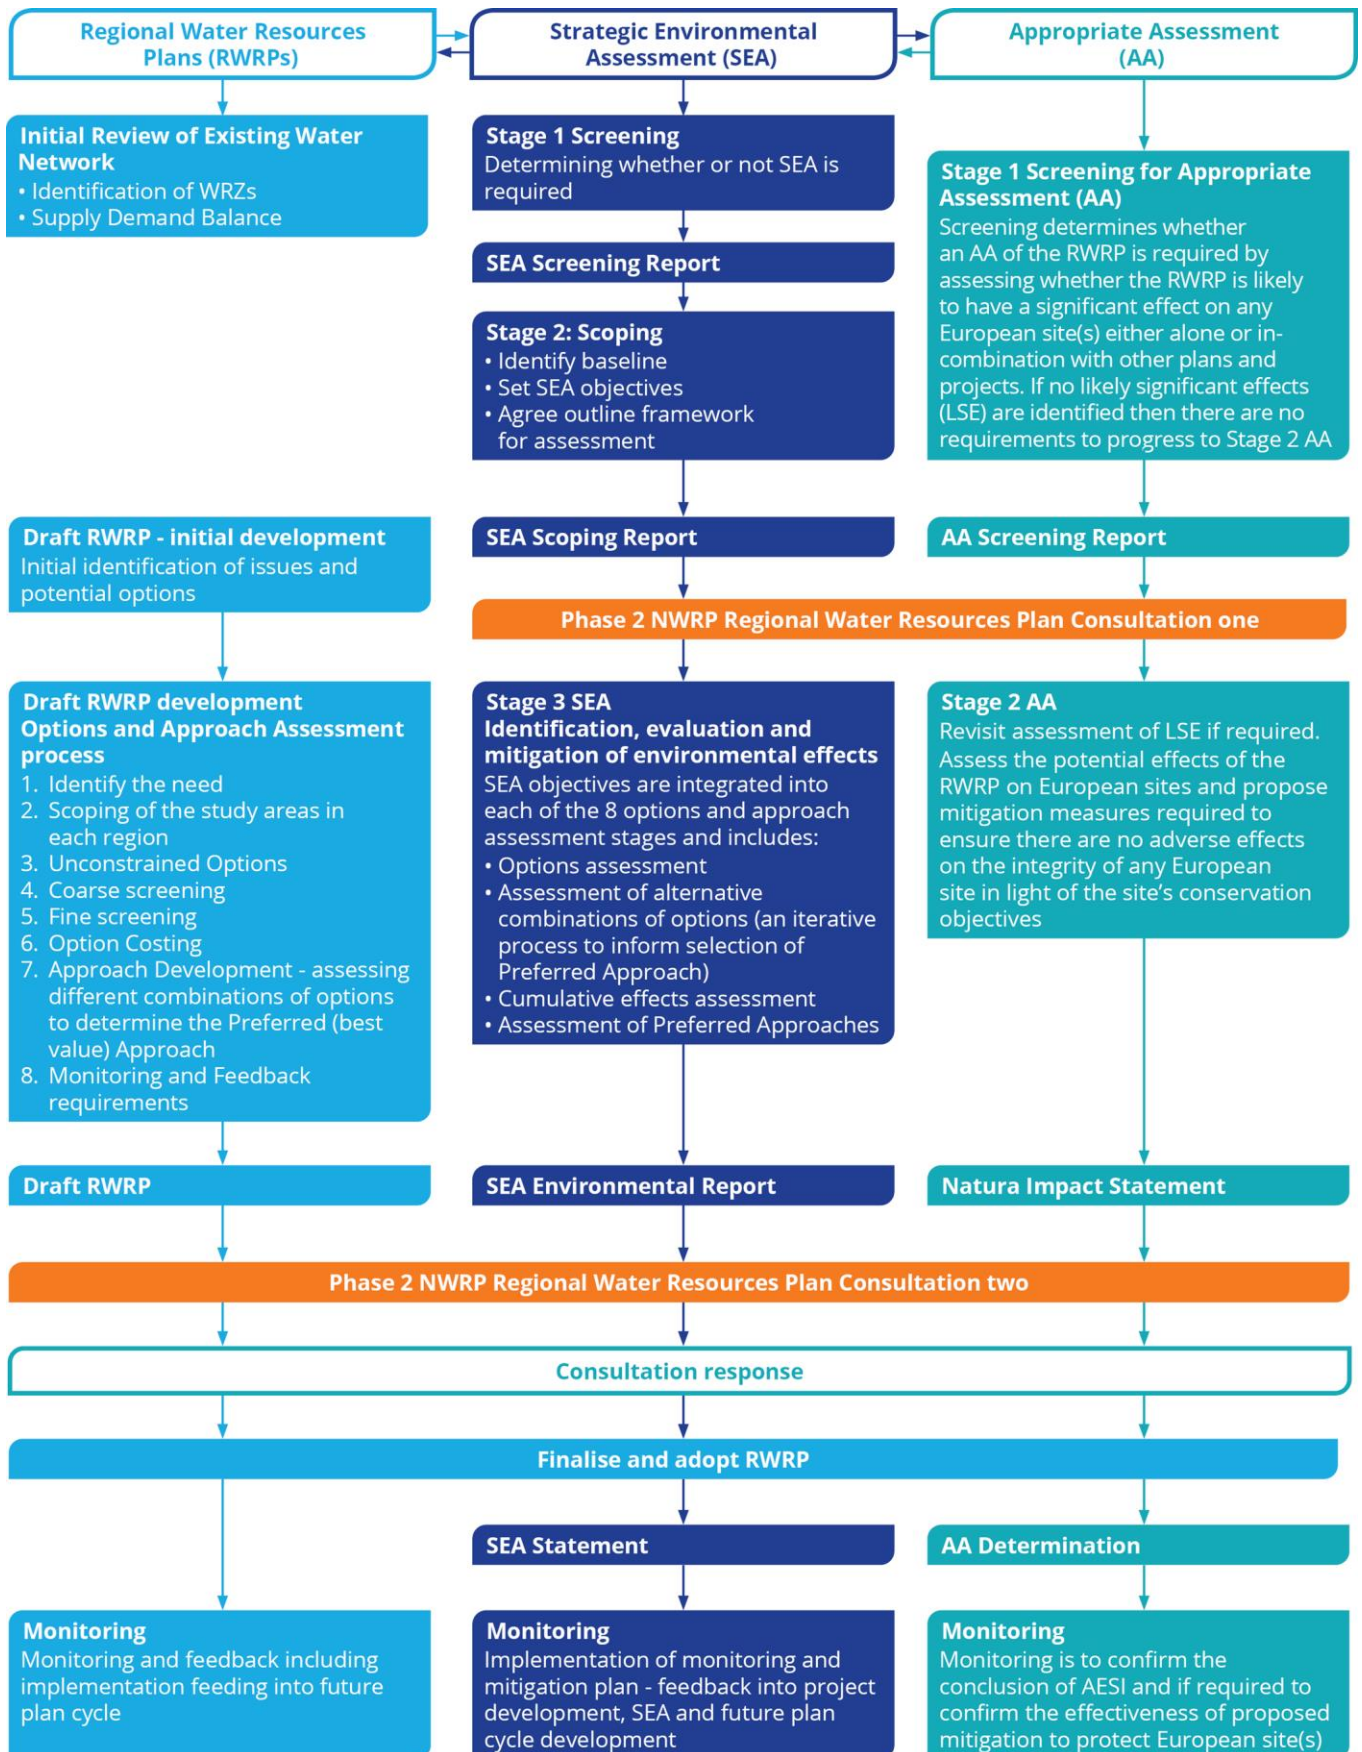 Regional Water Resources
Plans (RWRPs)
Strategic Environmental
Assessment (SEA)
Appropriate Assessment
(AA)
Initial Review of Existing Water
Network
• Identification of WRZs
• Supply Demand Balance
Stage 1 Screening
Determining whether or not SEA is
required
SEA Screening Report
Stage 2: Scoping
• Identify baseline
• Set SEA objectives
• Agree outline framework
for assessment
Stage 1 Screening for Appropriate
Assessment (AA)
Screening determines whether
an AA of the RWRP is required by
assessing whether the RWRP is likely
to have a significant effect on any
European site(s) either alone or in-
combination with other plans and
projects. If no likely significant effects
(LSE) are identified then there are no
requirements to progress to Stage 2 AA
Draft RWRP - initial development
Initial identification of issues and
potential options
SEA Scoping Report
AA Screening Report
Phase 2 NWRP Regional Water Resources Plan Consultation one
Draft RWRP development
Options and Approach Assessment
process
1. Identify the need
2. Scoping of the study areas in
each region
3. Unconstrained Options
4. Coarse screening
5. Fine screening
6. Option Costing
7. Approach Development - assessing
different combinations of options
to determine the Preferred (best
value) Approach
8. Monitoring and Feedback
requirements
Stage 3 SEA
Identification, evaluation and
mitigation of environmental effects
SEA objectives are integrated into
each of the 8 options and approach
assessment stages and includes:
• Options assessment
• Assessment of alternative
combinations of options (an iterative
process to inform selection of
Preferred Approach)
• Cumulative effects assessment
• Assessment of Preferred Approaches
Stage 2 AA
Revisit assessment of LSE if required.
Assess the potential effects of the
RWRP on European sites and propose
mitigation measures required to
ensure there are no adverse effects
on the integrity of any European
site in light of the site's conservation
objectives
Draft RWRP
SEA Environmental Report
Natura Impact Statement
Phase 2 NWRP Regional Water Resources Plan Consultation two
Consultation response
Finalise and adopt RWRP
SEA Statement
AA Determination
Monitoring
Monitoring and feedback including
implementation feeding into future
plan cycle
Monitoring
Implementation of monitoring and
mitigation plan - feedback into project
development, SEA and future plan
cycle development
Monitoring
Monitoring is to confirm the
conclusion of AESI and if required to
confirm the effectiveness of proposed
mitigation to protect European site(s)